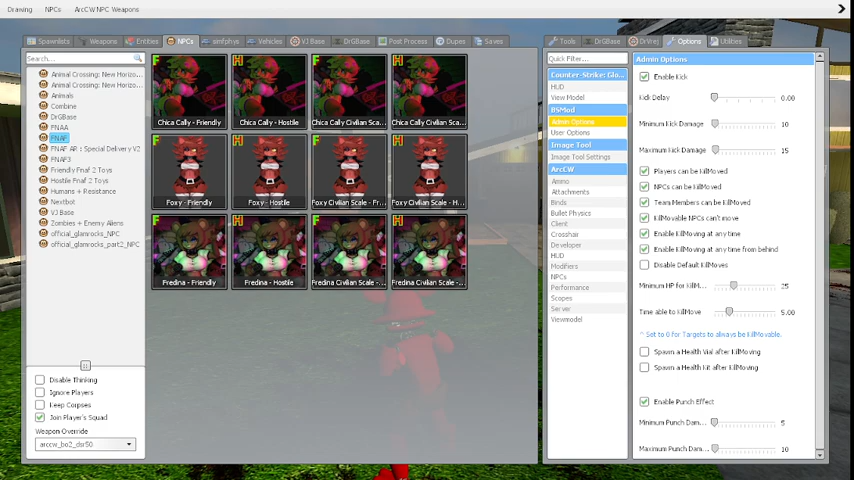 Drawing NPCs ArcCW NPC Weapons
Spawnlists Weapons Entities NPCs simfphys Vehicles VJ Base DrGBase Post Process Dupes Saves
Search...
Animal Crossing: New Horizo...
Animal Crossing: New Horizo...
Animals
Combine
DrGBase
FNAA
FNAF
FNAF AR : Special Delivery V2
FNAF3
Friendly Fnaf 2 Toys
Hostile Fnaf 2 Toys
Humans + Resistance
Nextbot
VJ Base
Zombies + Enemy Aliens
official_glamrocks_NPC
official_glamrocks_part2_NPC
Disable Thinking
Ignore Players
Keep Corpses
Join Player's Squad
Weapon Override
arccw_bo2_dsr50
F H F H
Chica Cally - Friendly Chica Cally - Hostile Chica Cally Civilian Sca... Chica Cally Civilian Sca...
F H F H
Foxy - Friendly Foxy - Hostile Foxy Civilian Scale - Fr... Foxy Civilian Scale - H...
F H F H
Fredina - Friendly Fredina - Hostile Fredina Civilian Scale -... Fredina Civilian Scale -...
Tools DrGBase DrVrej Options Utilities
Quick Filter...
Counter-Strike: Glo...
HUD
View Model
BSMod
Admin Options
User Options
Image Tool
Image Tool Settings
ArcCW
Ammo
Attachments
Binds
Bullet Physics
Client
Crosshair
Developer
HUD
Modifiers
NPCs
Performance
Scopes
Server
Viewmodel
Admin Options
Enable Kick
Kick Delay 0.00
Minimum Kick Damage 10
Maximum Kick Damage 15
Players can be KillMoved
NPCs can be KillMoved
Team Members can be KillMoved
KillMovable NPCs can't move
Enable KillMoving at any time
Enable KillMoving at any time from behind
Disable Default KillMoves
Minimum HP for KillM... 25
Time able to KillMove 5.00
^ Set to 0 for Targets to always be KillMovable.
Spawn a Health Vial after KillMoving
Spawn a Health Kit after KillMoving
Enable Punch Effect
Minimum Punch Dam... 5
Maximum Punch Dam... 10